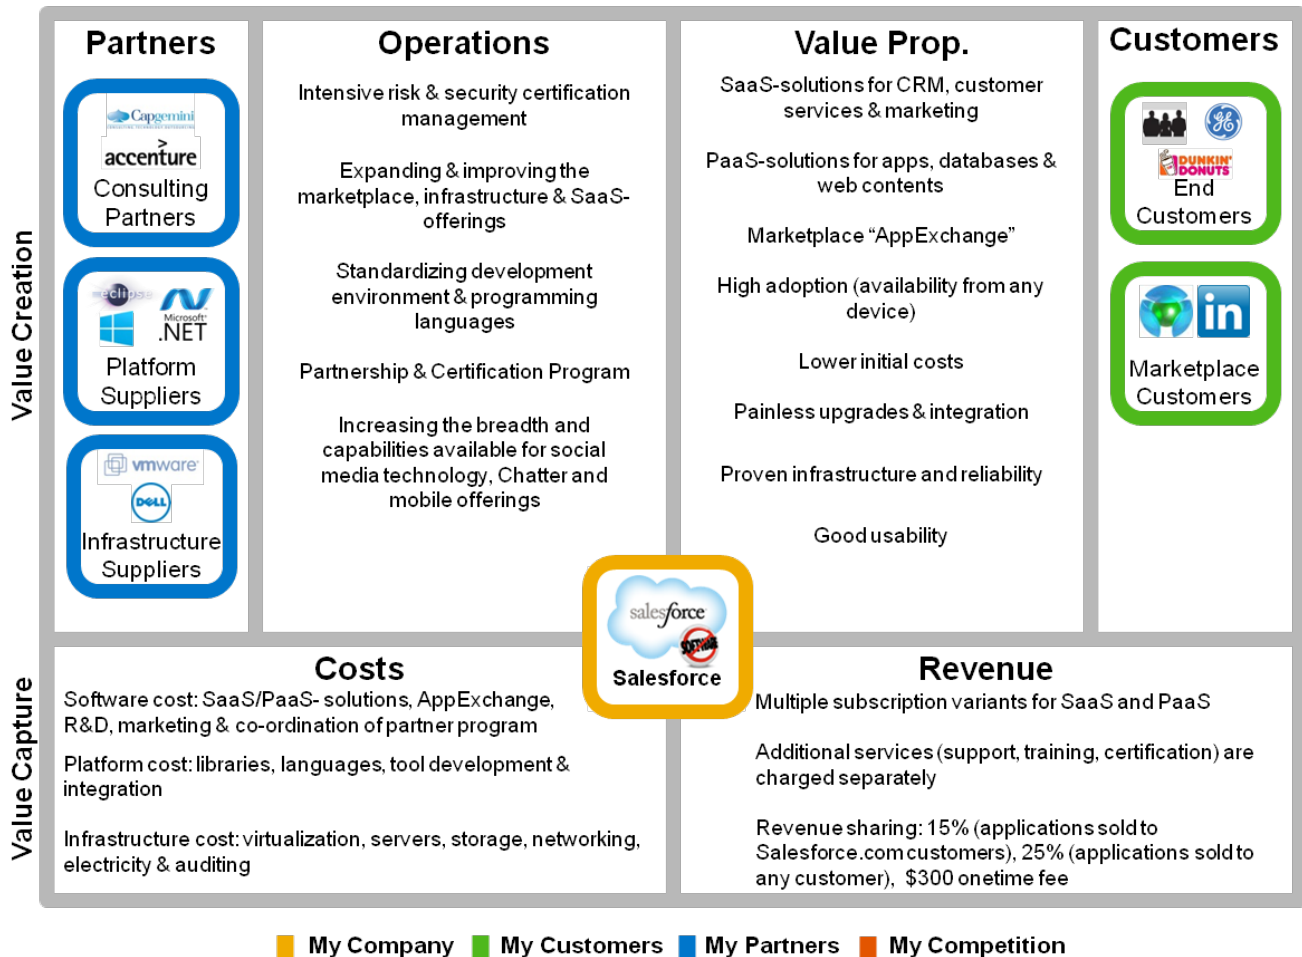 Partners
Operations
Value Prop.
Customers
Value Creation
Value Capture
Capgemini
CONSULTING.TECHNOLOGY.OUTSOURCING
>
accenture
Consulting
Partners
eclipse
Microsoft®
.NET
Platform
Suppliers
vmware®
DELL
Infrastructure
Suppliers
Intensive risk & security certification
management
Expanding & improving the
marketplace, infrastructure & SaaS-
offerings
Standardizing development
environment & programming
languages
Partnership & Certification Program
Increasing the breadth and
capabilities available for social
media technology, Chatter and
mobile offerings
SaaS-solutions for CRM, customer
services & marketing
PaaS-solutions for apps, databases &
web contents
Marketplace “AppExchange”
High adoption (availability from any
device)
Lower initial costs
Painless upgrades & integration
Proven infrastructure and reliability
Good usability
GE
DUNKIN'
DONUTS
End
Customers
in
Marketplace
Customers
salesforce
SOFTWARE
Salesforce
Costs
Software cost: SaaS/PaaS- solutions, AppExchange,
R&D, marketing & co-ordination of partner program
Platform cost: libraries, languages, tool development &
integration
Infrastructure cost: virtualization, servers, storage, networking,
electricity & auditing
Revenue
Multiple subscription variants for SaaS and PaaS
Additional services (support, training, certification) are
charged separately
Revenue sharing: 15% (applications sold to
Salesforce.com customers), 25% (applications sold to
any customer), $300 onetime fee
My Company
My Customers
My Partners
My Competition